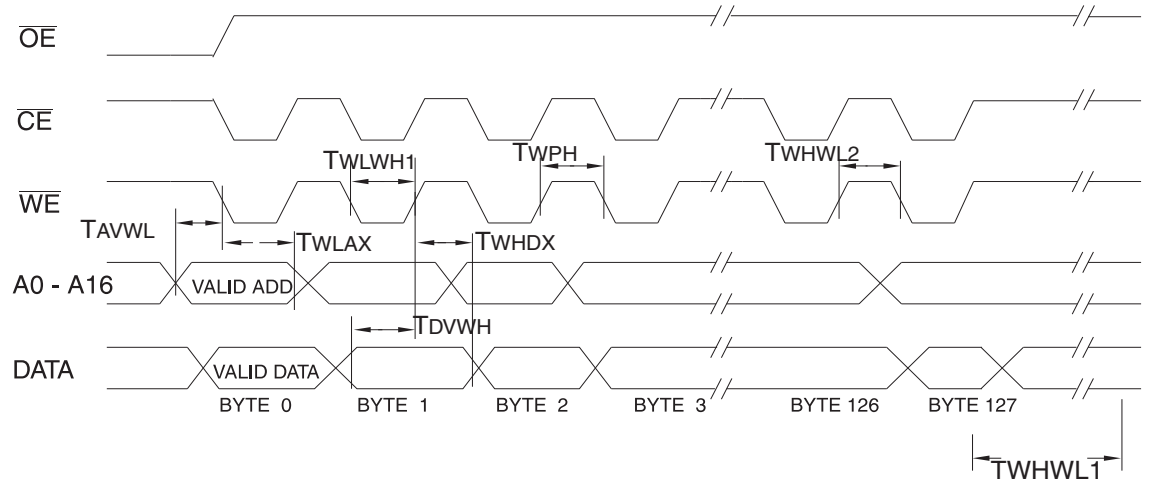 OE
CE
TWLWH1
TWPH
TWHWL2
WE
TAVWL
TWLAX
TWHDX
A0 - A16
VALID ADD
TDVWH
DATA
VALID DATA
BYTE 0 BYTE 1 BYTE 2 BYTE 3 BYTE 126 BYTE 127
TWHWL1